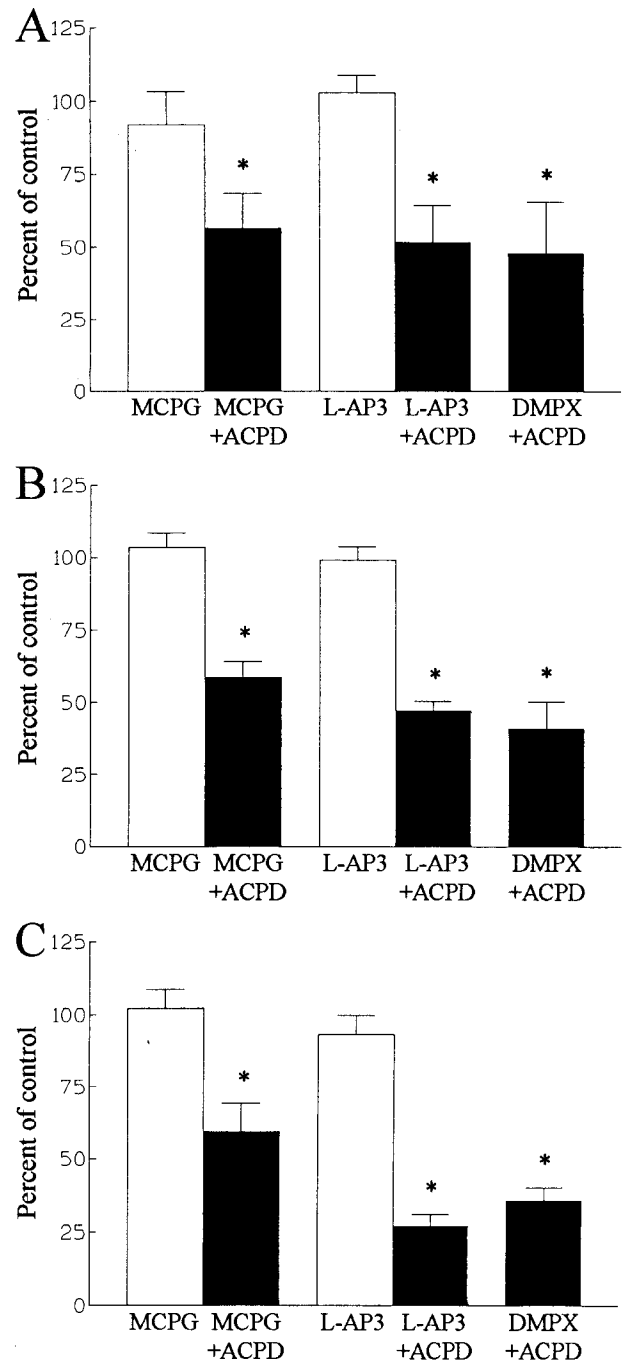 A
125
100
75
50
25
0
Percent of control
* * *
MCPG MCPG L-AP3 L-AP3 DMPX
+ACPD +ACPD +ACPD
B
125
100
75
50
25
0
Percent of control
* * *
MCPG MCPG L-AP3 L-AP3 DMPX
+ACPD +ACPD +ACPD
C
125
100
75
50
25
0
Percent of control
* * *
MCPG MCPG L-AP3 L-AP3 DMPX
+ACPD +ACPD +ACPD